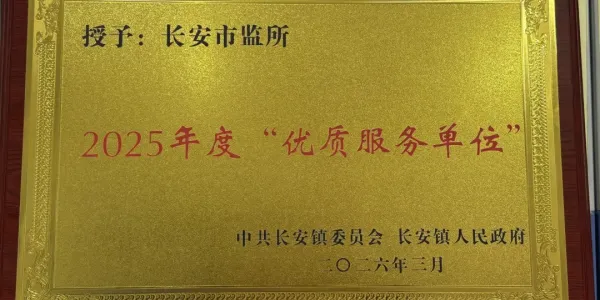 授予：长安市监所
2025年度“优质服务单位”
中共长安镇委员会 长安镇人民政府
二〇二六年三月